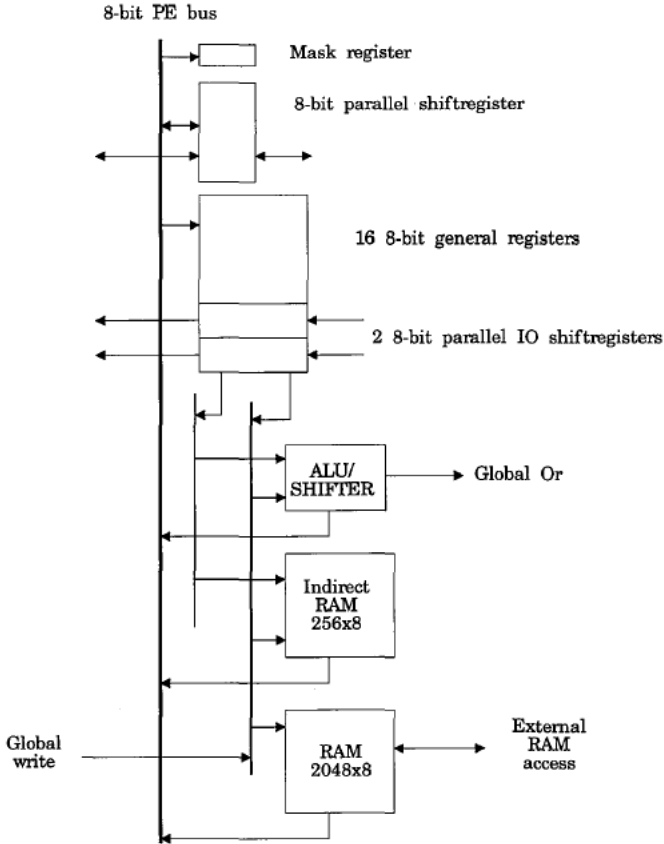 8-bit PE bus
Mask register
8-bit parallel shiftregister
16 8-bit general registers
2 8-bit parallel IO shiftregisters
ALU/
SHIFTER
Global Or
Indirect
RAM
256x8
Global
write
RAM
2048x8
External
RAM
access